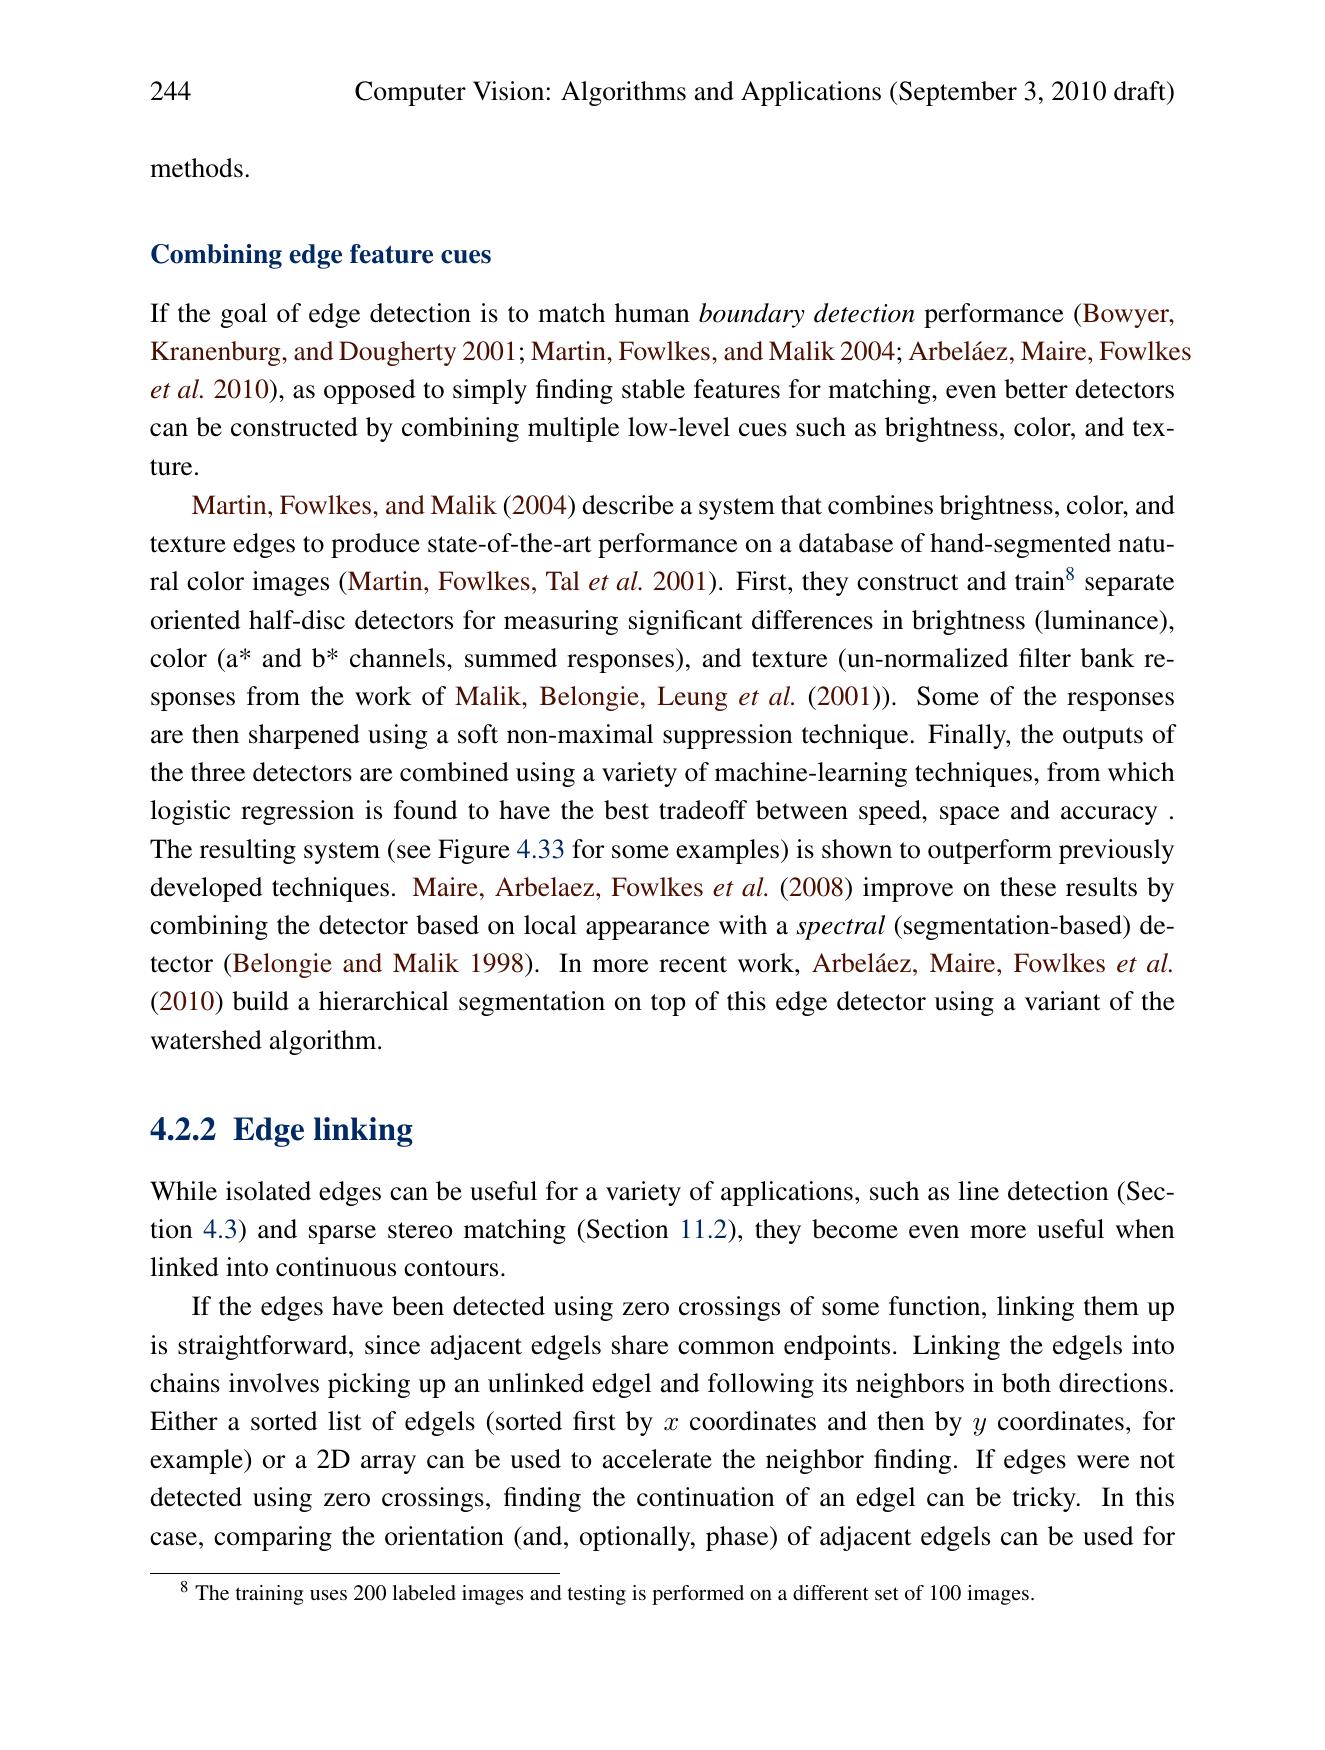 244 Computer Vision: Algorithms and Applications (September 3, 2010 draft)
methods.
Combining edge feature cues
If the goal of edge detection is to match human boundary detection performance (Bowyer,
Kranenburg, and Dougherty 2001; Martin, Fowlkes, and Malik 2004; Arbeláez, Maire, Fowlkes
et al. 2010), as opposed to simply finding stable features for matching, even better detectors
can be constructed by combining multiple low-level cues such as brightness, color, and tex-
ture.
Martin, Fowlkes, and Malik (2004) describe a system that combines brightness, color, and
texture edges to produce state-of-the-art performance on a database of hand-segmented natu-
ral color images (Martin, Fowlkes, Tal et al. 2001). First, they construct and train8 separate
oriented half-disc detectors for measuring significant differences in brightness (luminance),
color (a* and b* channels, summed responses), and texture (un-normalized filter bank re-
sponses from the work of Malik, Belongie, Leung et al. (2001)). Some of the responses
are then sharpened using a soft non-maximal suppression technique. Finally, the outputs of
the three detectors are combined using a variety of machine-learning techniques, from which
logistic regression is found to have the best tradeoff between speed, space and accuracy .
The resulting system (see Figure 4.33 for some examples) is shown to outperform previously
developed techniques. Maire, Arbelaez, Fowlkes et al. (2008) improve on these results by
combining the detector based on local appearance with a spectral (segmentation-based) de-
tector (Belongie and Malik 1998). In more recent work, Arbeláez, Maire, Fowlkes et al.
(2010) build a hierarchical segmentation on top of this edge detector using a variant of the
watershed algorithm.
4.2.2 Edge linking
While isolated edges can be useful for a variety of applications, such as line detection (Sec-
tion 4.3) and sparse stereo matching (Section 11.2), they become even more useful when
linked into continuous contours.
If the edges have been detected using zero crossings of some function, linking them up
is straightforward, since adjacent edgels share common endpoints. Linking the edgels into
chains involves picking up an unlinked edgel and following its neighbors in both directions.
Either a sorted list of edgels (sorted first by x coordinates and then by y coordinates, for
example) or a 2D array can be used to accelerate the neighbor finding. If edges were not
detected using zero crossings, finding the continuation of an edgel can be tricky. In this
case, comparing the orientation (and, optionally, phase) of adjacent edgels can be used for
8 The training uses 200 labeled images and testing is performed on a different set of 100 images.